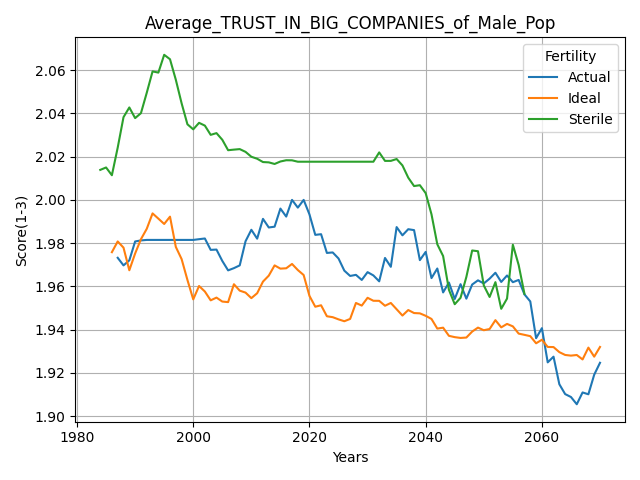 Average_TRUST_IN_BIG_COMPANIES_of_Male_Pop
Fertility
Actual
Ideal
Sterile
Score(1-3)
2.06
2.04
2.02
2.00
1.98
1.96
1.94
1.92
1.90
1980
2000
2020
2040
2060
Years